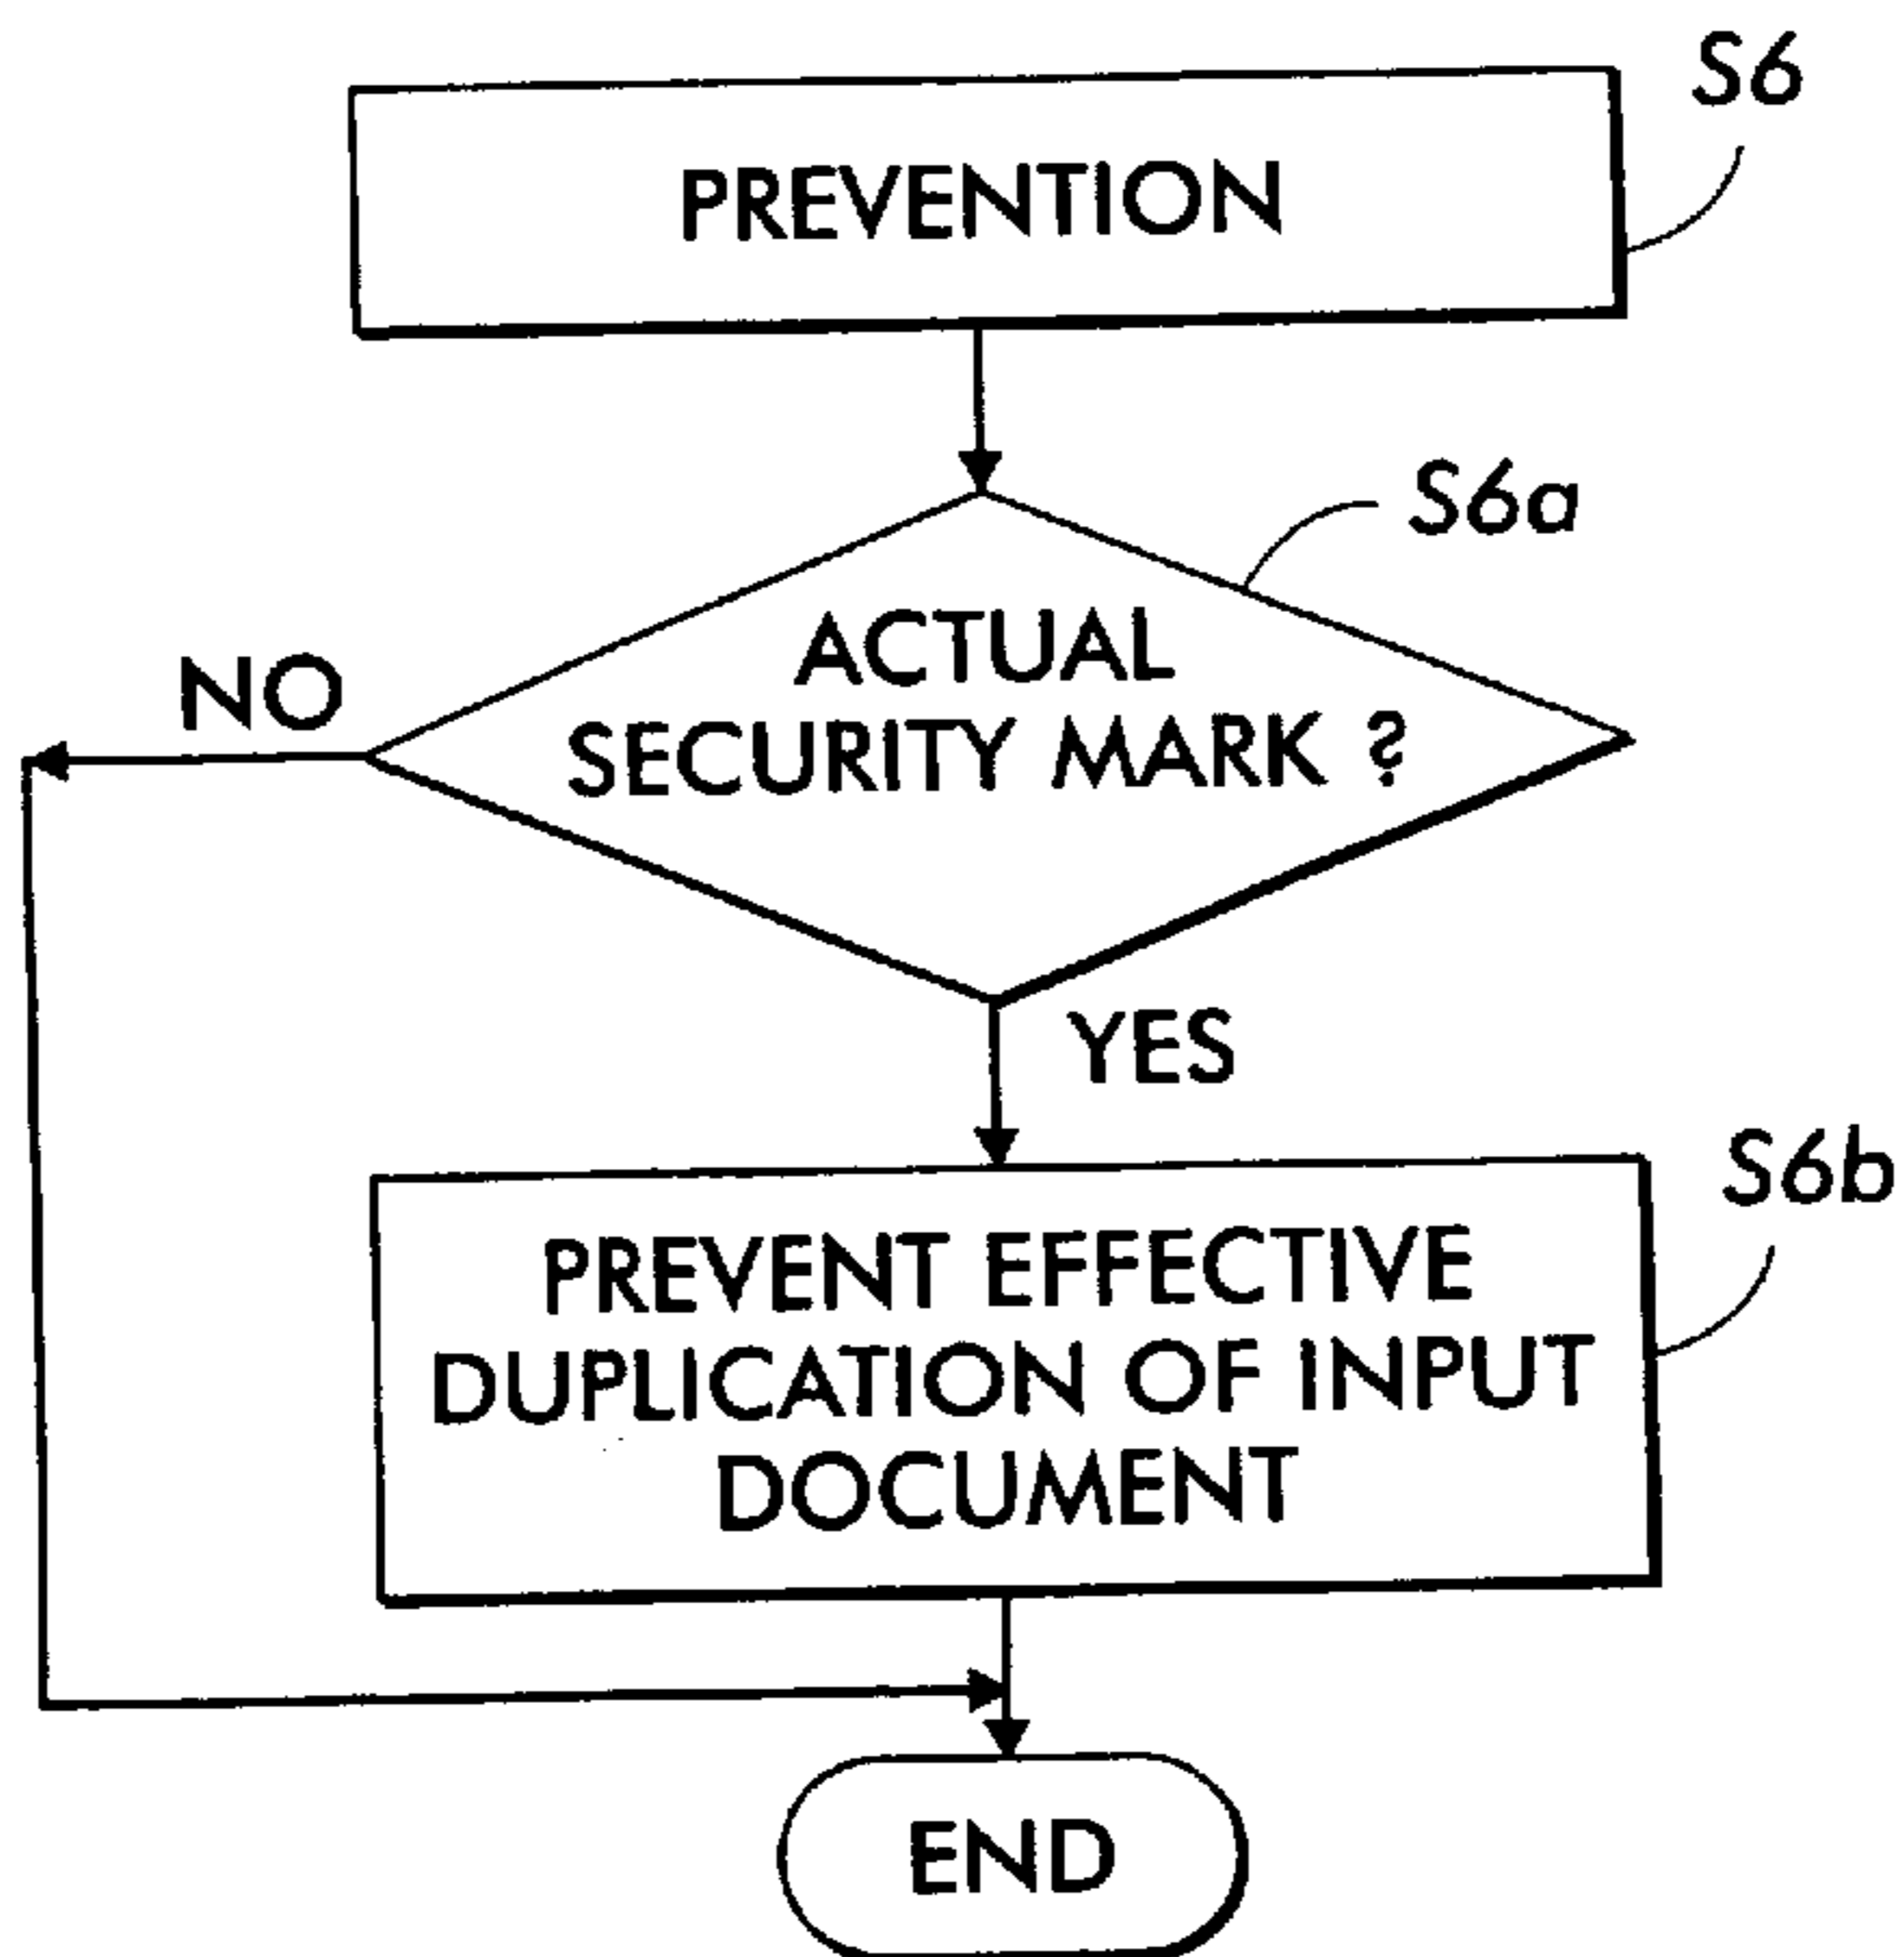 S6
PREVENTION
S6a
ACTUAL
NO
SECURITY MARK ?
YES
S6b
PREVENT EFFECTIVE
DUPLICATION OF INPUT
DOCUMENT
END